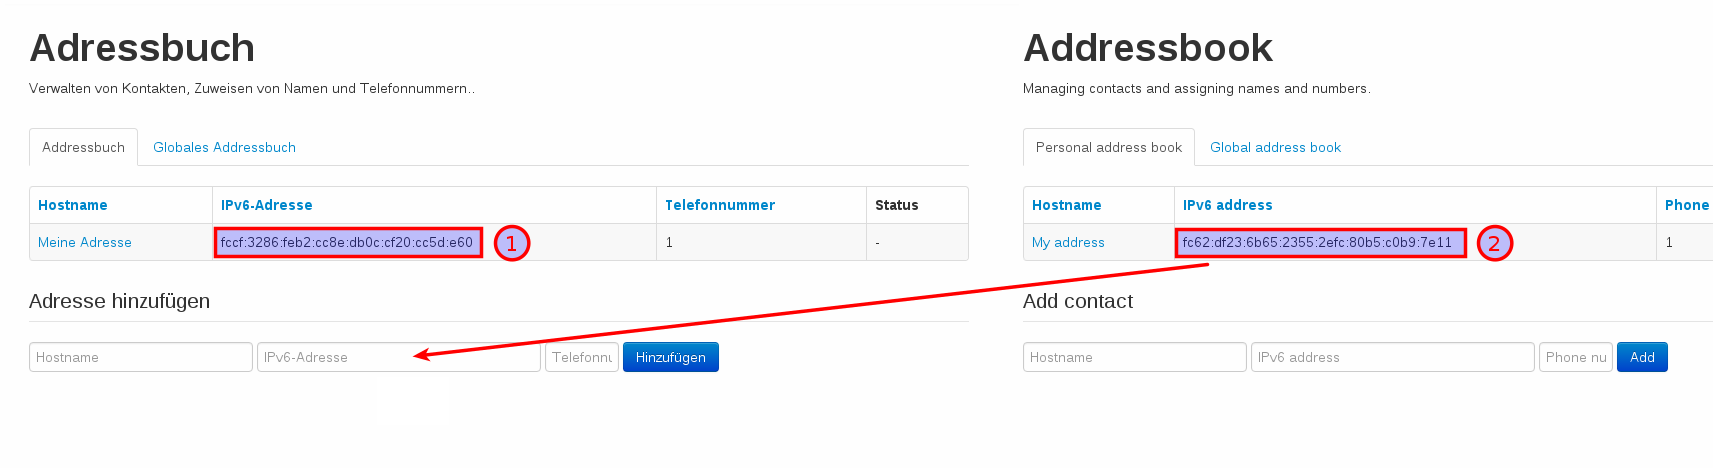 Adressbuch
Verwalten von Kontakten, Zuweisen von Namen und Telefonnummern..
Addressbuch Globales Addressbuch
Hostname IPv6-Adresse Telefonnummer Status
Meine Adresse fccf:3286:feb2:cc8e:db0c:cf20:cc5d:e60 1 1 -
Adresse hinzufügen
Hostname IPv6-Adresse Telefonnu Hinzufügen
Addressbook
Managing contacts and assigning names and numbers.
Personal address book Global address book
Hostname IPv6 address Phone
My address fc62:df23:6b65:2355:2efc:80b5:c0b9:7e11 2 1
Add contact
Hostname IPv6 address Phone nu Add